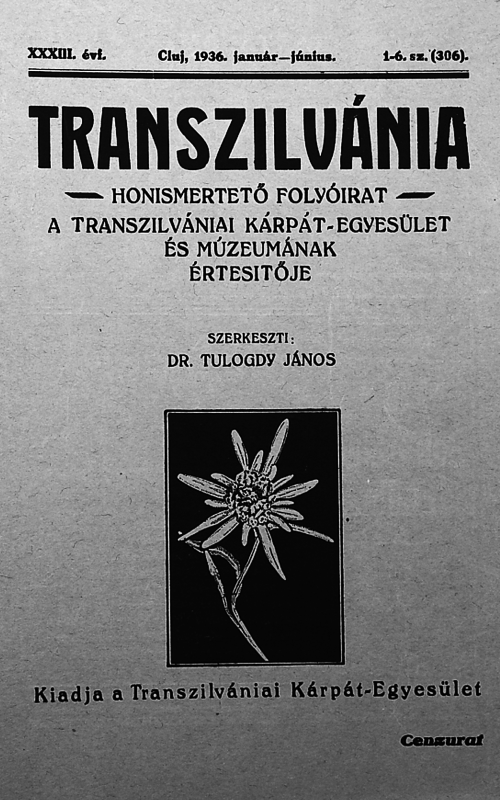 XXXIII. évf. Cluj, 1936. január—június. 1-6. sz. (306).
TRANSZILVÁNIA
— HONISMERTETŐ FOLYÓIRAT —
A TRANSZILVÁNIAI KÁRPÁT-EGYESÜLET
ÉS MÚZEUMÁNAK
ÉRTESITŐJE
SZERKESZTI:
DR. TULOGDY JÁNOS
Kiadja a Transzilvániai Kárpát-Egyesület
Cenzurat